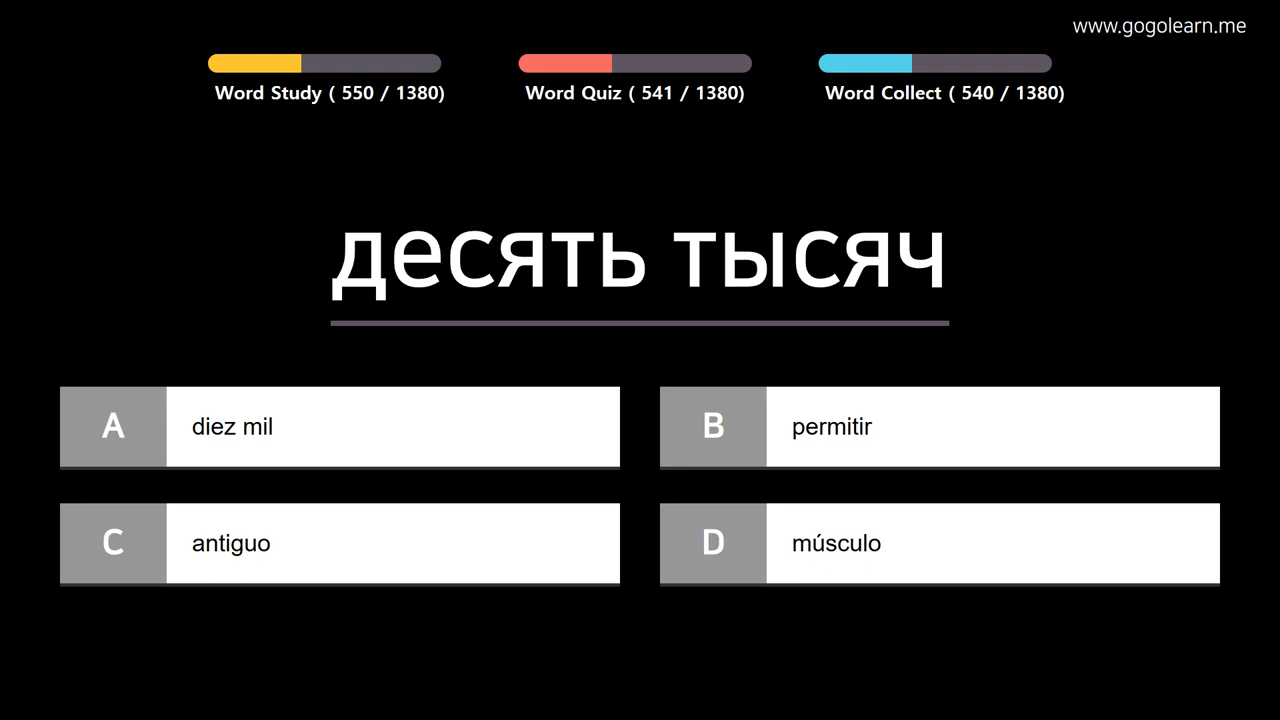 www.gogolearn.me
Word Study ( 550 / 1380)
Word Quiz ( 541 / 1380)
Word Collect ( 540 / 1380)
десять тысяч
A diez mil
B permitir
C antiguo
D músculo